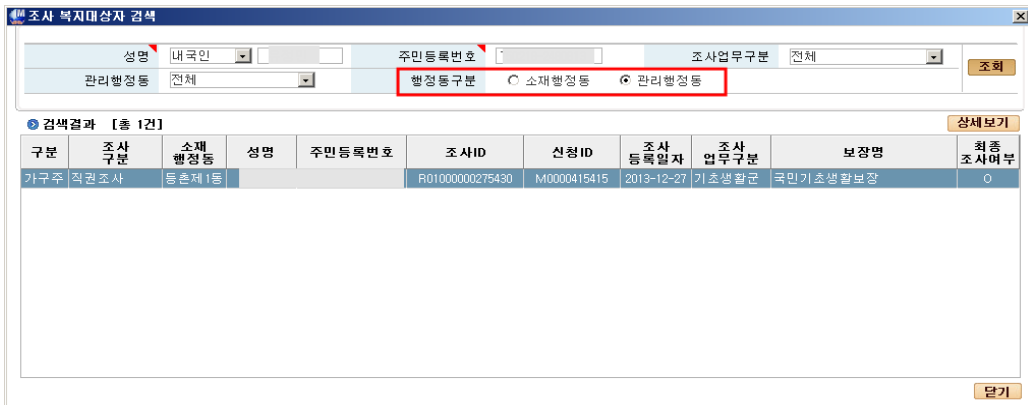 조사 복지대상자 검색
성명 내국인 주민등록번호 조사업무구분 전체 조회
관리행정동 전체 행정동구분 소재행정동 관리행정동
검색결과 [총 1건] 상세보기
구분 조사구분 소재행정동 성명 주민등록번호 조사ID 신청ID 조사등록일자 조사업무구분 보장명 최종조사여부
가구주 직권조사 등촌제1동 R01000000275430 M0000415415 2013-12-27 기초생활군 국민기초생활보장 O
닫기